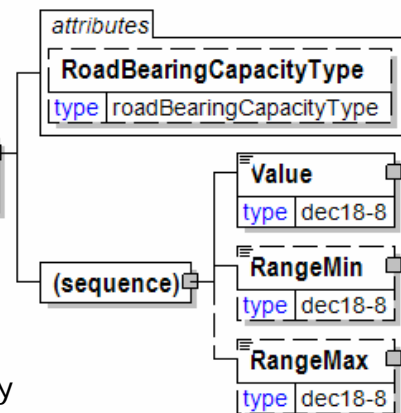 attributes
RoadBearingCapacityType
type roadBearingCapacityType
Value
type dec18-8
(sequence)
RangeMin
type dec18-8
RangeMax
y
type dec18-8